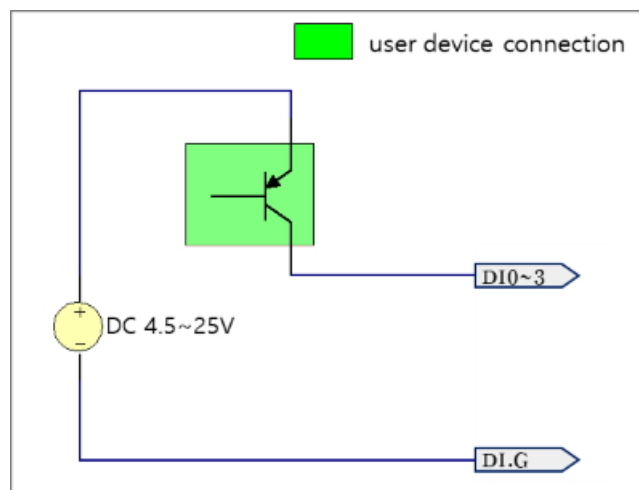 user device connection
DI0~3
+
DC 4.5~25V
−
DI.G